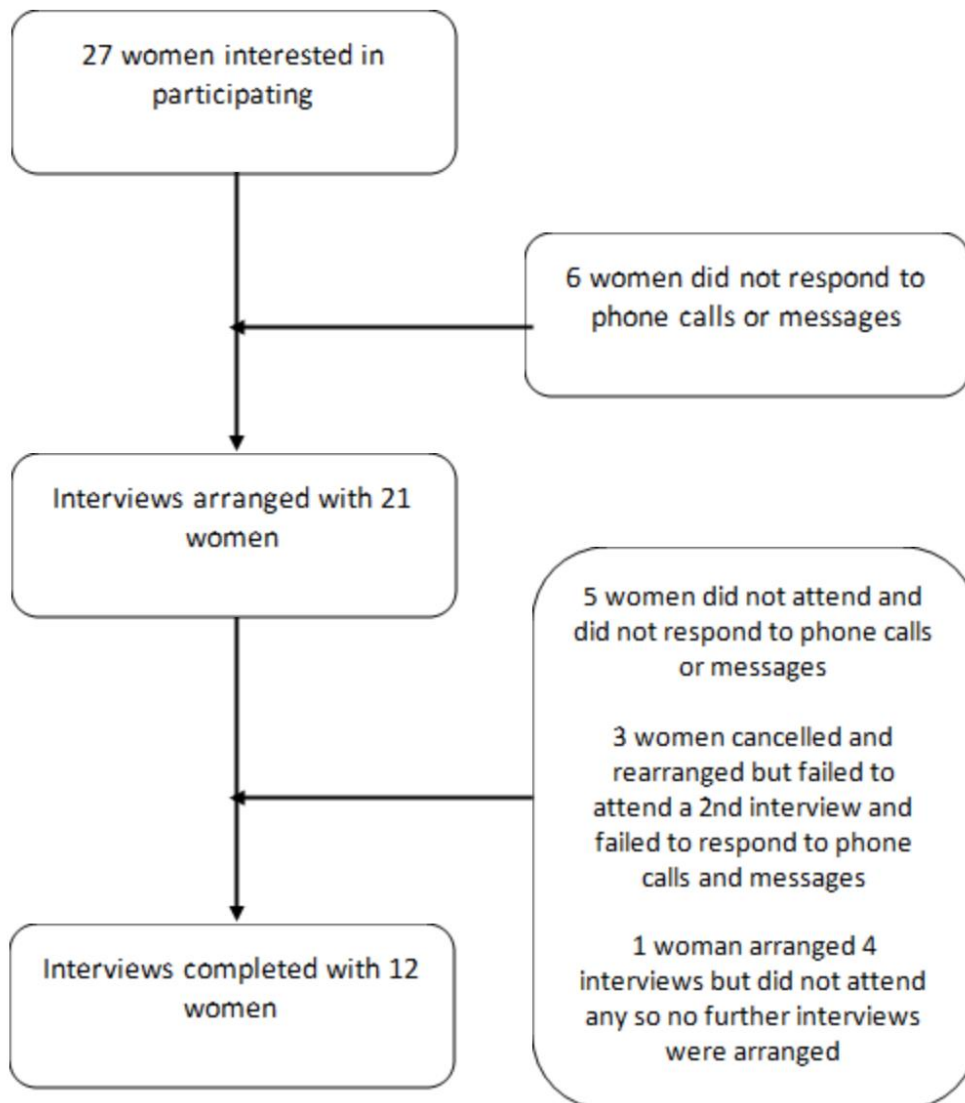 27 women interested in
participating
6 women did not respond to
phone calls or messages
Interviews arranged with 21
women
5 women did not attend and
did not respond to phone calls
or messages
3 women cancelled and
rearranged but failed to
attend a 2nd interview and
failed to respond to phone
calls and messages
1 woman arranged 4
interviews but did not attend
any so no further interviews
were arranged
Interviews completed with 12
women